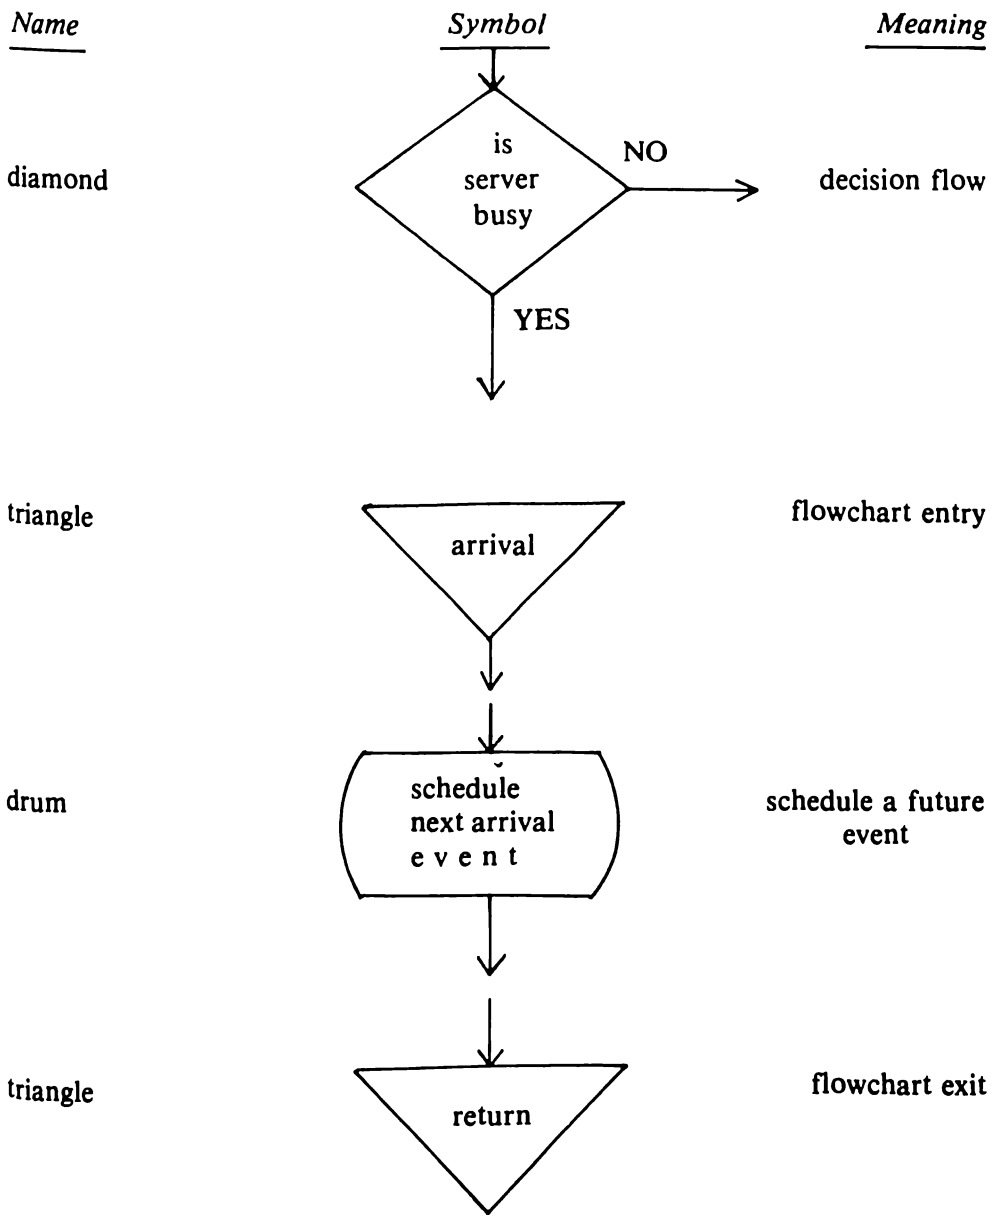 Name Symbol Meaning
is
server
busy
NO
diamond
decision flow
YES
triangle
arrival
flowchart entry
drum
schedule
next arrival
e v e n t
schedule a future
event
triangle
return
flowchart exit